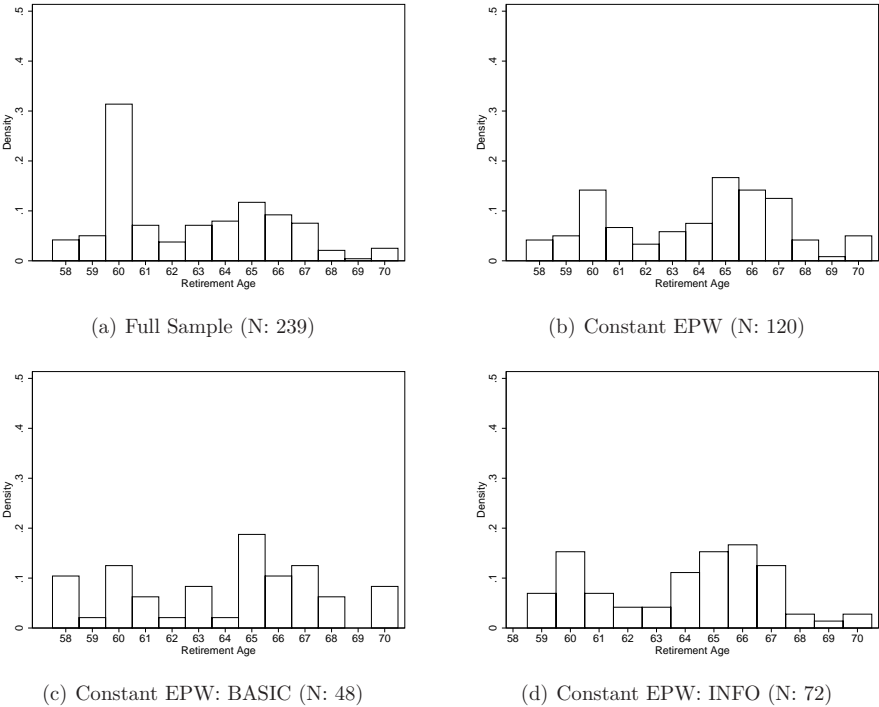 Density
0 .1 .2 .3 .4 .5
58 59 60 61 62 63 64 65 66 67 68 69 70
Retirement Age
(a) Full Sample (N: 239)
Density
0 .1 .2 .3 .4 .5
58 59 60 61 62 63 64 65 66 67 68 69 70
Retirement Age
(b) Constant EPW (N: 120)
Density
0 .1 .2 .3 .4 .5
58 59 60 61 62 63 64 65 66 67 68 69 70
Retirement Age
(c) Constant EPW: BASIC (N: 48)
Density
0 .1 .2 .3 .4 .5
58 59 60 61 62 63 64 65 66 67 68 69 70
Retirement Age
(d) Constant EPW: INFO (N: 72)